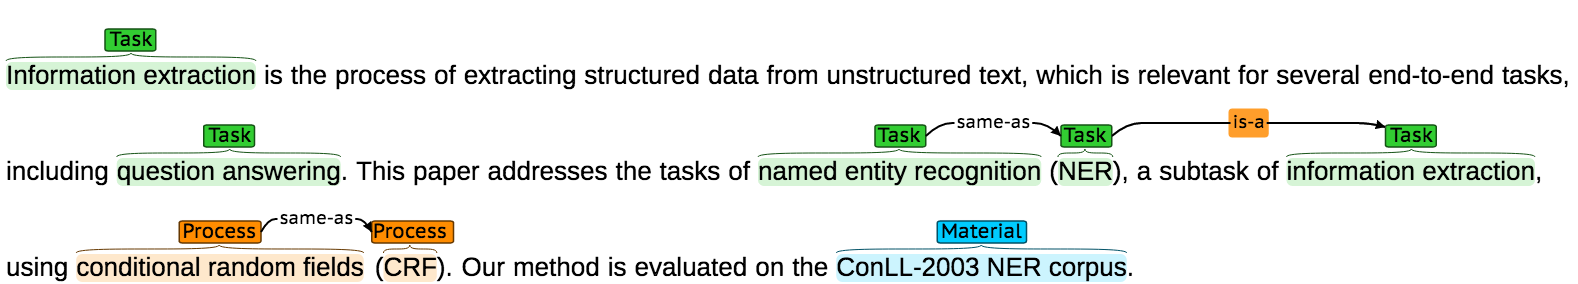 Task
Information extraction is the process of extracting structured data from unstructured text, which is relevant for several end-to-end tasks,
Task Task same-as Task is-a Task
including question answering. This paper addresses the tasks of named entity recognition (NER), a subtask of information extraction,
Process same-as Process Material
using conditional random fields (CRF). Our method is evaluated on the ConLL-2003 NER corpus.